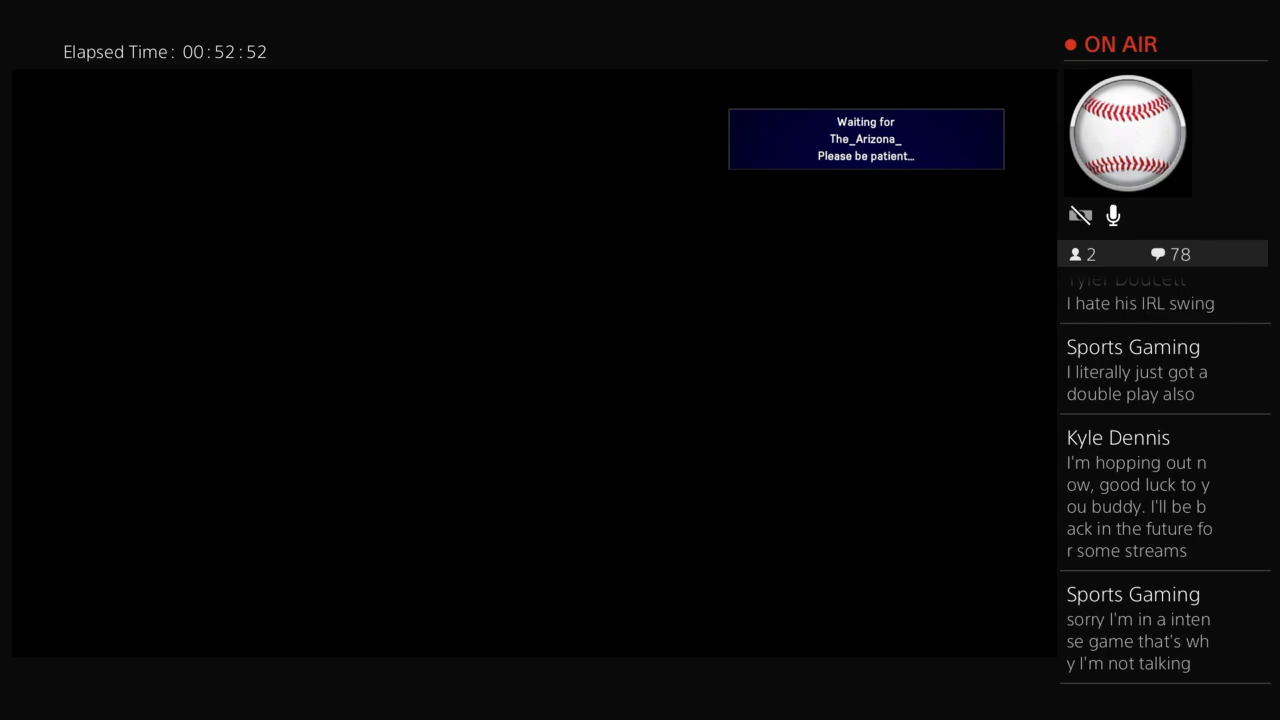 Elapsed Time: 00:52:52
ON AIR
Waiting for
The_Arizona_
Please be patient...
2
78
Tyler Doucett
I hate his IRL swing
Sports Gaming
I literally just got a
double play also
Kyle Dennis
I'm hopping out n
ow, good luck to y
ou buddy. I'll be b
ack in the future fo
r some streams
Sports Gaming
sorry I'm in a inten
se game that's wh
y I'm not talking